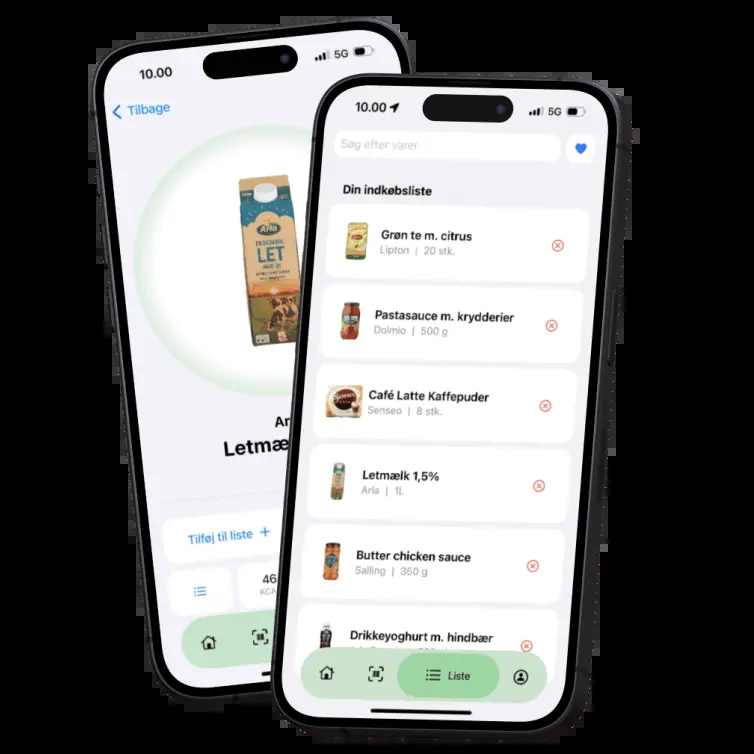 10.00
5G
Tilbage
Arla
LET
Letmæ
Tilføj til liste +
46
KCA
10.00
5G
Søg efter varer
Din indkøbsliste
Grøn te m. citrus
Lipton | 20 stk.
Pastasauce m. krydderier
Dolmio | 500 g
Café Latte Kaffepuder
Senseo | 8 stk.
Letmælk 1,5%
Arla | 1L
Butter chicken sauce
Salling | 350 g
Drikkeyoghurt m. hindbær
Liste